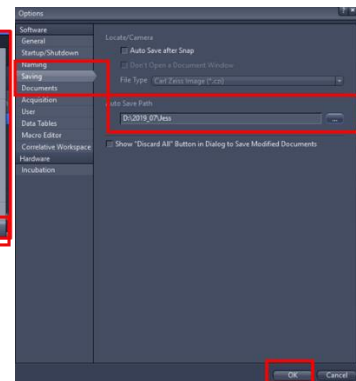 Options
Software
General
Startup/Shutdown
Naming
Saving
Documents
Acquisition
User
Data Tables
Macro Editor
Correlative Workspace
Hardware
Incubation
Locate/Camera
Auto Save after Snap
Don't Open a Document Window
File Type Carl Zeiss Image (*.czi)
Auto Save Path
D:\2019_07\Jess
...
Show "Discard All" Button in Dialog to Save Modified Documents
OK Cancel